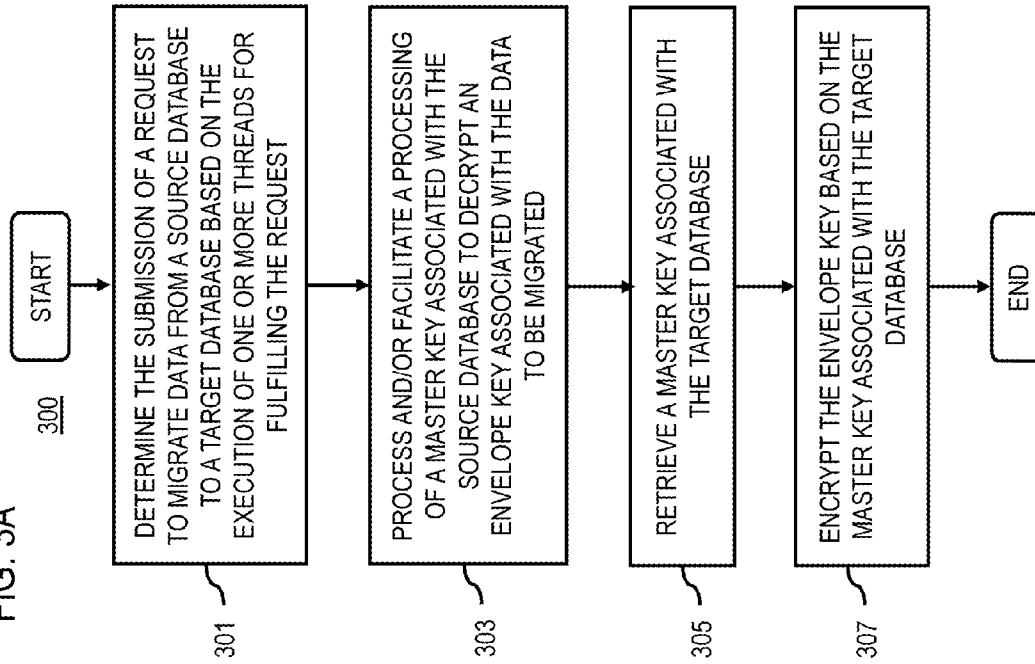 FIG. 3A
300
START
DETERMINE THE SUBMISSION OF A REQUEST
TO MIGRATE DATA FROM A SOURCE DATABASE
TO A TARGET DATABASE BASED ON THE
EXECUTION OF ONE OR MORE THREADS FOR
FULFILLING THE REQUEST
301
PROCESS AND/OR FACILITATE A PROCESSING
OF A MASTER KEY ASSOCIATED WITH THE
SOURCE DATABASE TO DECRYPT AN
ENVELOPE KEY ASSOCIATED WITH THE DATA
TO BE MIGRATED
303
RETRIEVE A MASTER KEY ASSOCIATED WITH
THE TARGET DATABASE
305
ENCRYPT THE ENVELOPE KEY BASED ON THE
MASTER KEY ASSOCIATED WITH THE TARGET
DATABASE
307
END